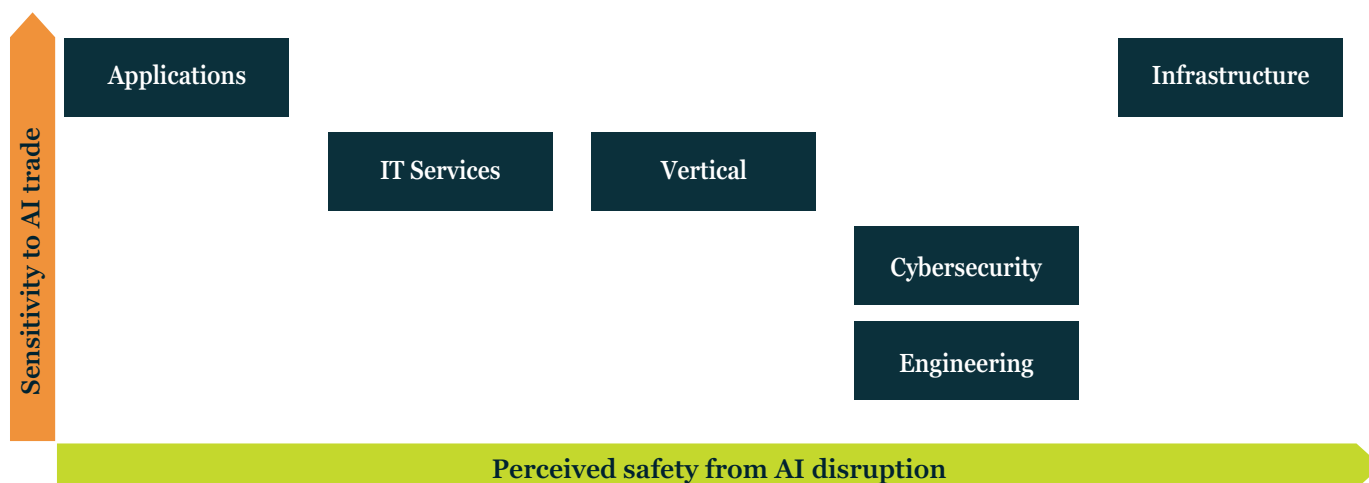 Sensitivity to AI trade
Applications
Infrastructure
IT Services
Vertical
Cybersecurity
Engineering
Perceived safety from AI disruption